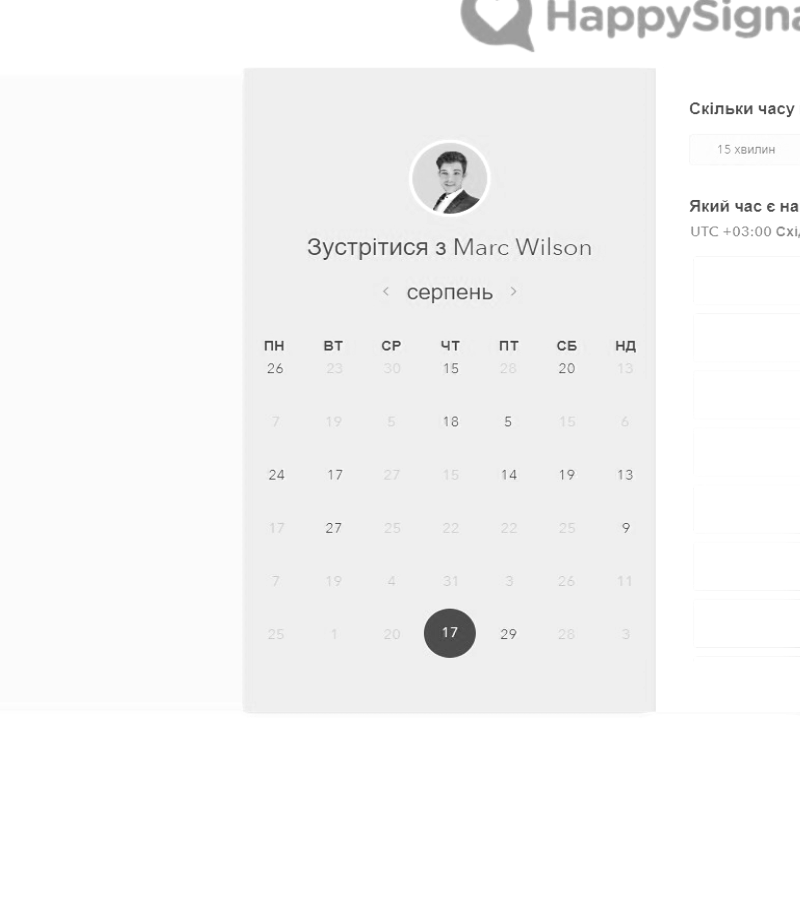 HappySigna
Зустрітися з Marc Wilson
серпень
ПН ВТ СР ЧТ ПТ СБ НД
26 23 30 15 28 20 13
7 19 5 18 5 15 6
24 17 27 15 14 19 13
17 27 25 22 22 25 9
7 19 4 31 3 26 11
25 1 20 17 29 28 3
Скільки часу
15 хвилин
Який час є на
UTC +03:00 Схі